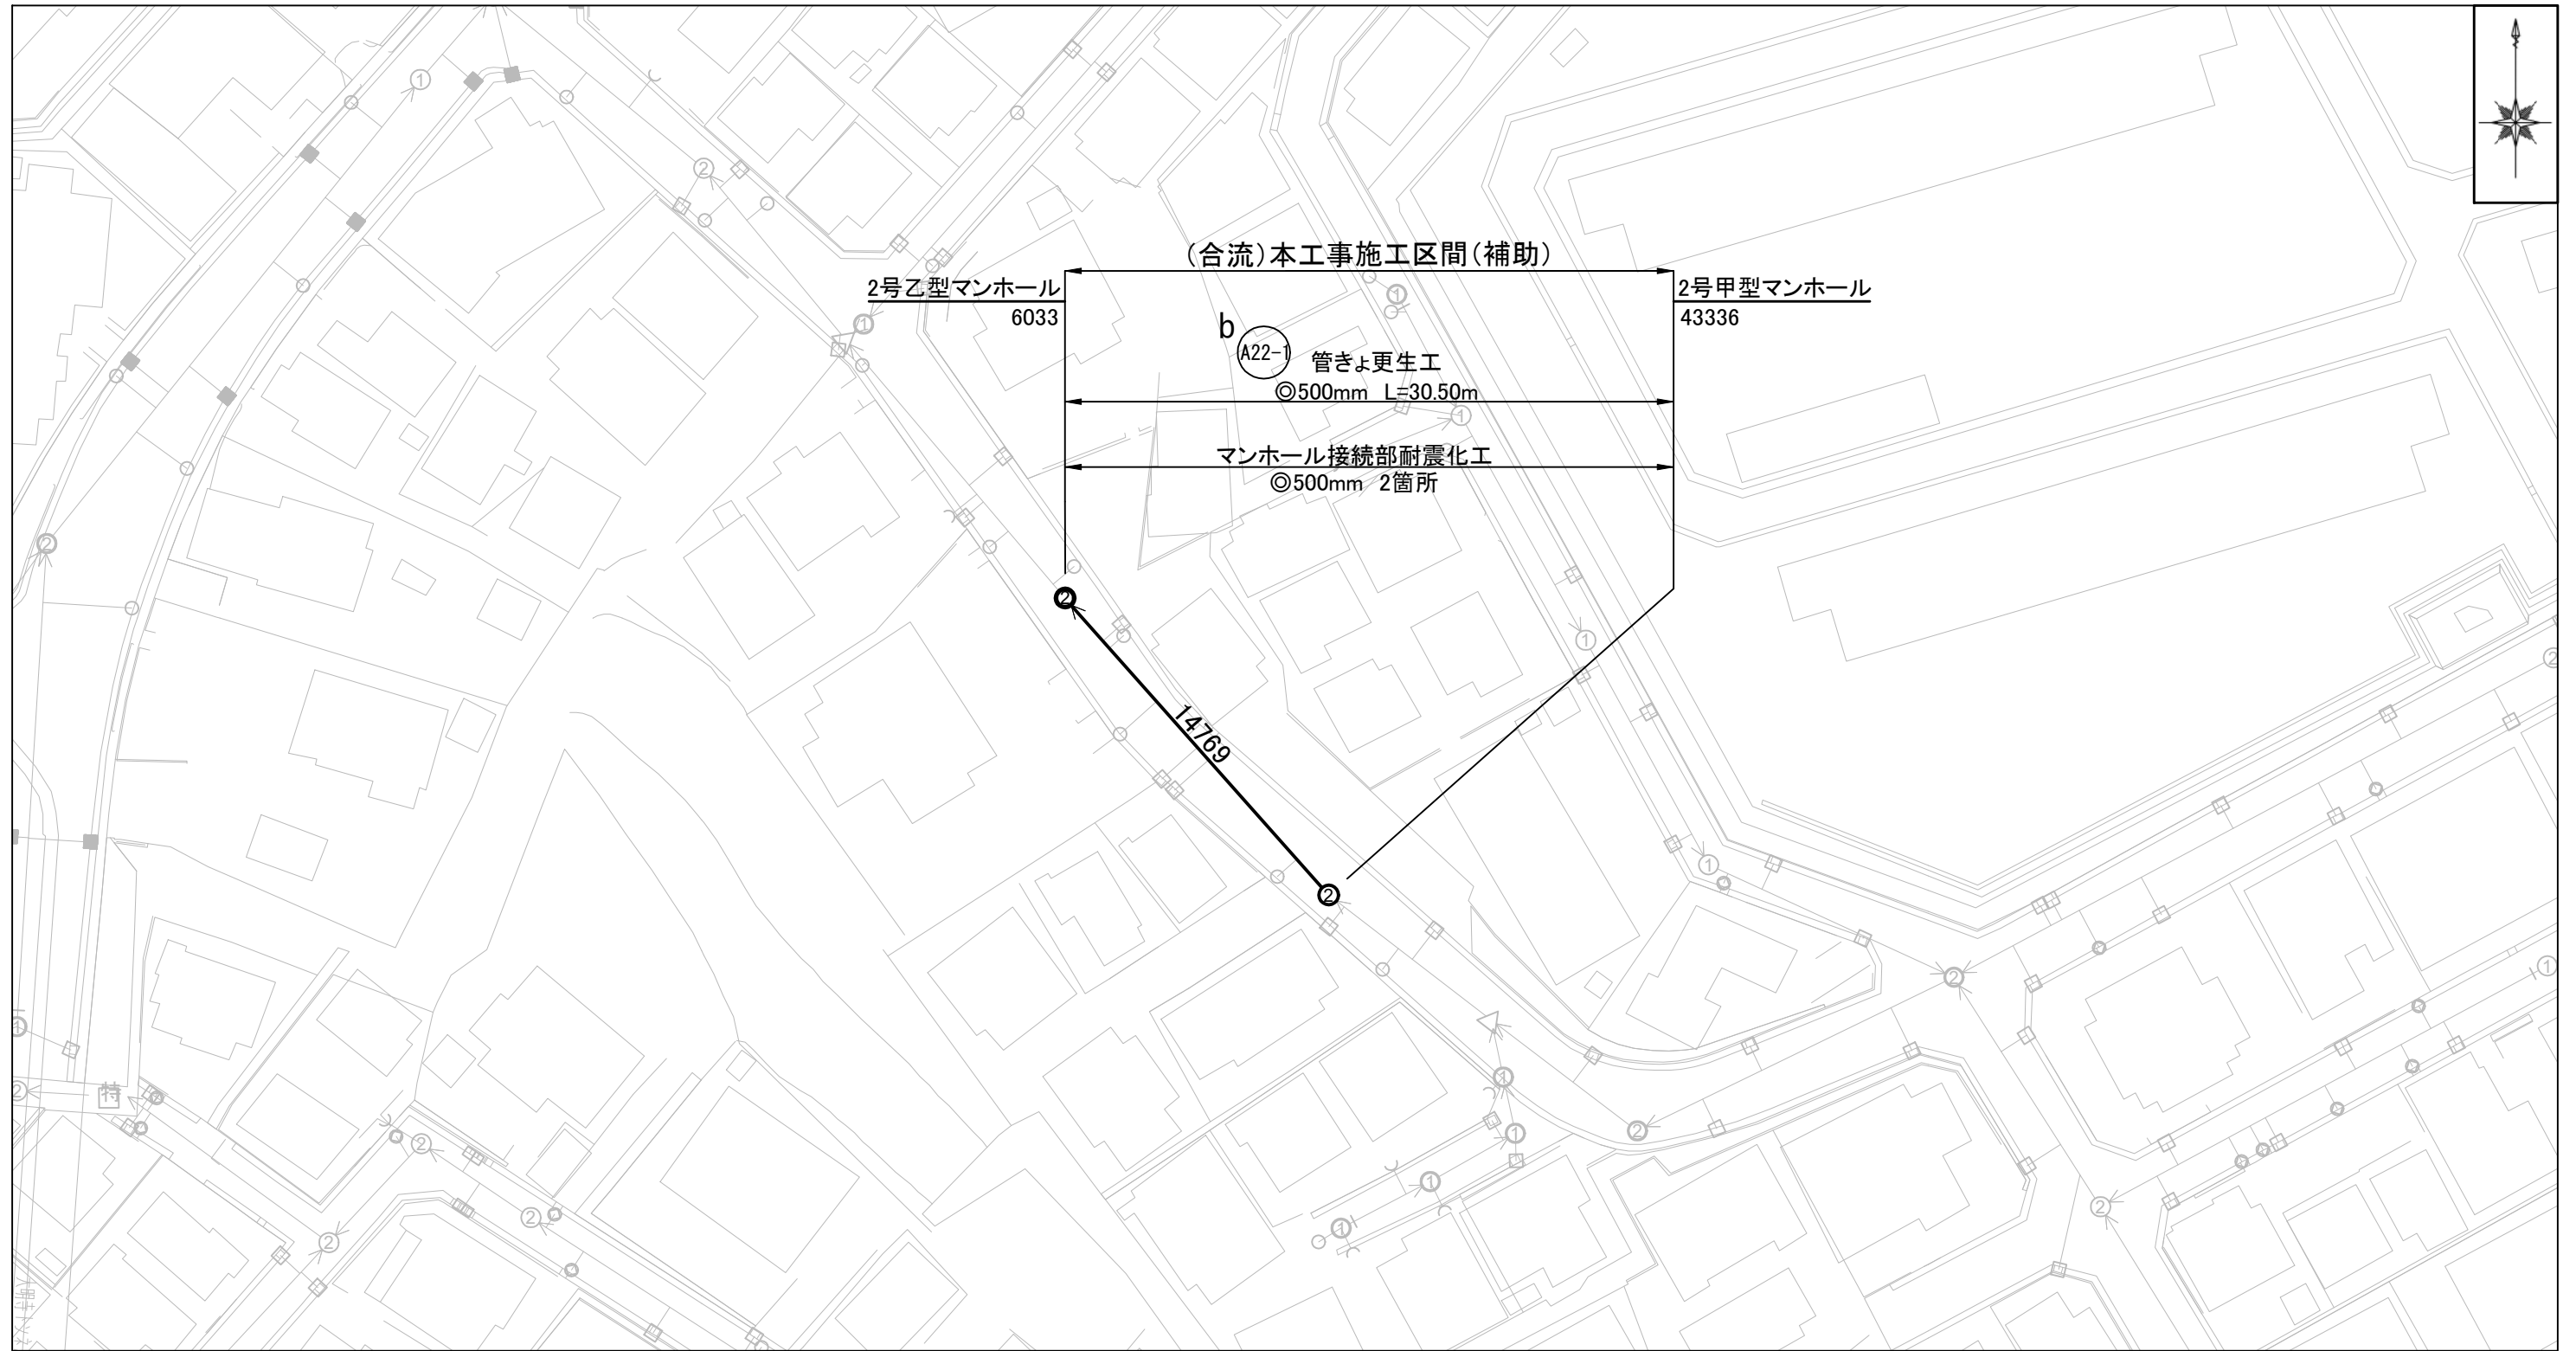 (合流)本工事施工区間(補助)
2号乙型マンホール
6033
2号甲型マンホール
43336
b
A22-1
管きょ更生工
◎500mm L=30.50m
マンホール接続部耐震化工
◎500mm 2箇所
14769
2
2
特
N